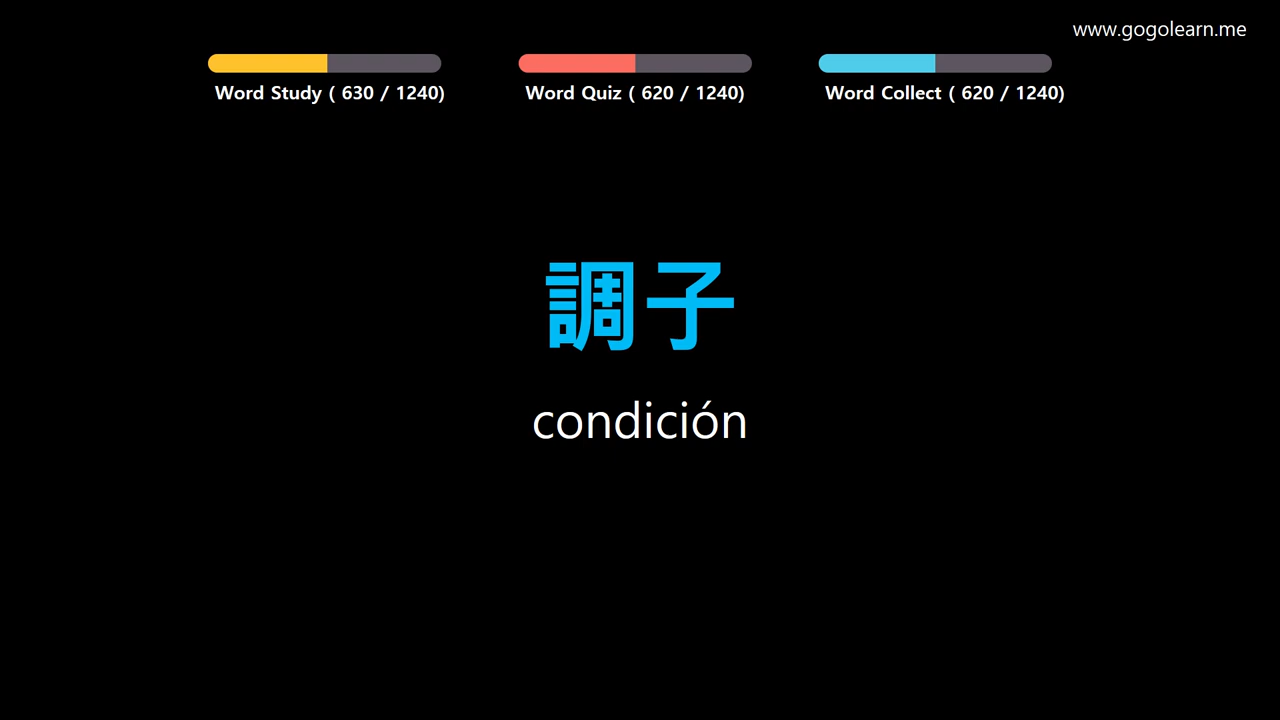 www.gogolearn.me
Word Study ( 630 / 1240)
Word Quiz ( 620 / 1240)
Word Collect ( 620 / 1240)
調子
condición